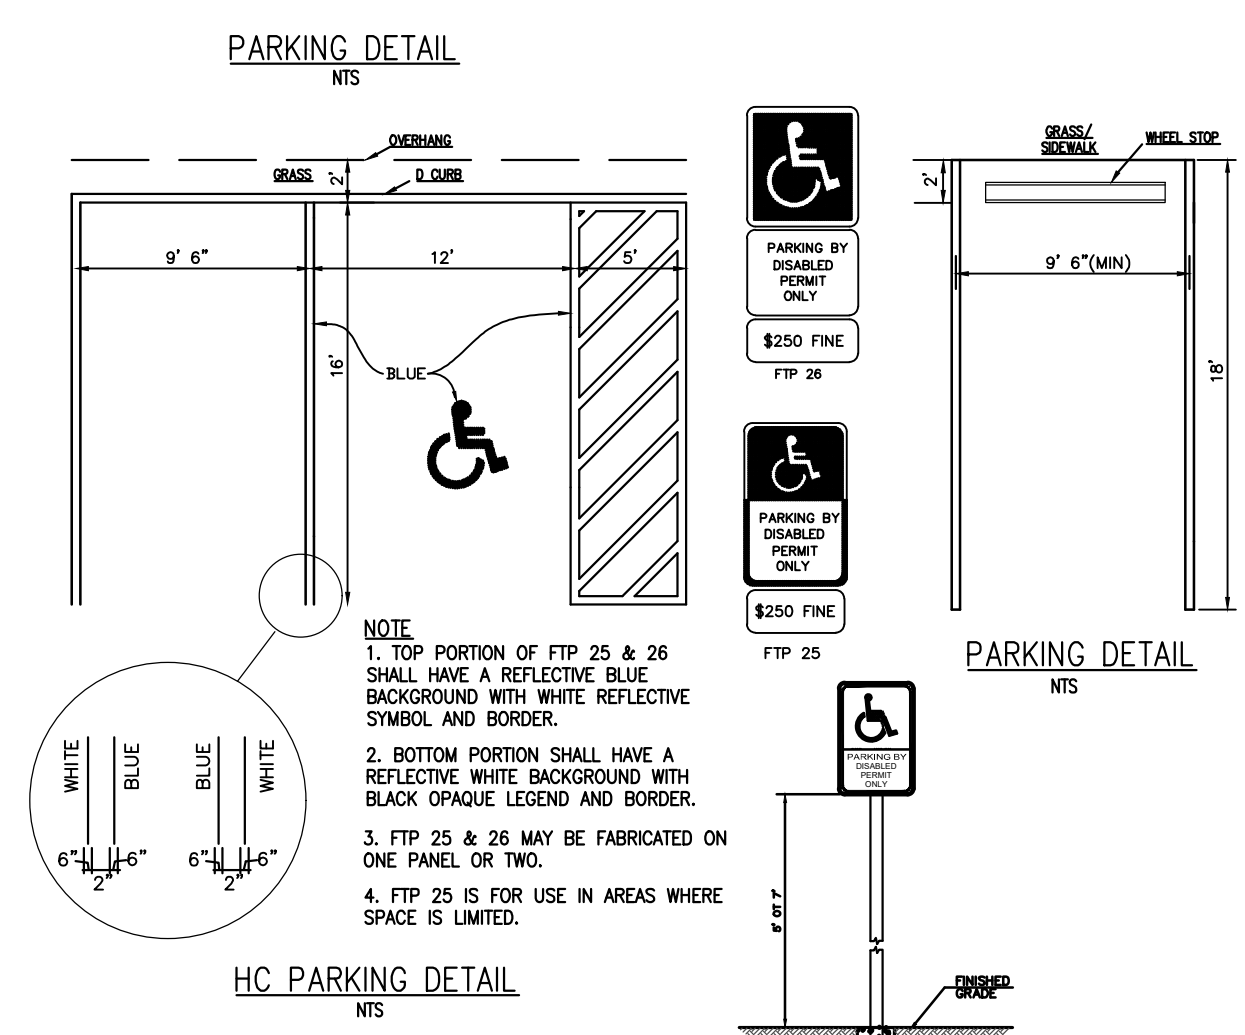 PARKING DETAIL
NTS
OVERHANG
GRASS
2'
D CURB
9' 6"
12'
5'
16'
BLUE
PARKING BY
DISABLED
PERMIT
ONLY
$250 FINE
FTP 26
PARKING BY
DISABLED
PERMIT
ONLY
$250 FINE
FTP 25
GRASS/
SIDEWALK
WHEEL STOP
2'
9' 6"(MIN)
18'
PARKING DETAIL
NTS
NOTE
1. TOP PORTION OF FTP 25 & 26
SHALL HAVE A REFLECTIVE BLUE
BACKGROUND WITH WHITE REFLECTIVE
SYMBOL AND BORDER.
2. BOTTOM PORTION SHALL HAVE A
REFLECTIVE WHITE BACKGROUND WITH
BLACK OPAQUE LEGEND AND BORDER.
3. FTP 25 & 26 MAY BE FABRICATED ON
ONE PANEL OR TWO.
4. FTP 25 IS FOR USE IN AREAS WHERE
SPACE IS LIMITED.
WHITE
BLUE
BLUE
WHITE
6"
6"
2"
6"
6"
2"
HC PARKING DETAIL
NTS
PARKING BY
DISABLED
PERMIT
ONLY
5' OT 7'
FINISHED
GRADE